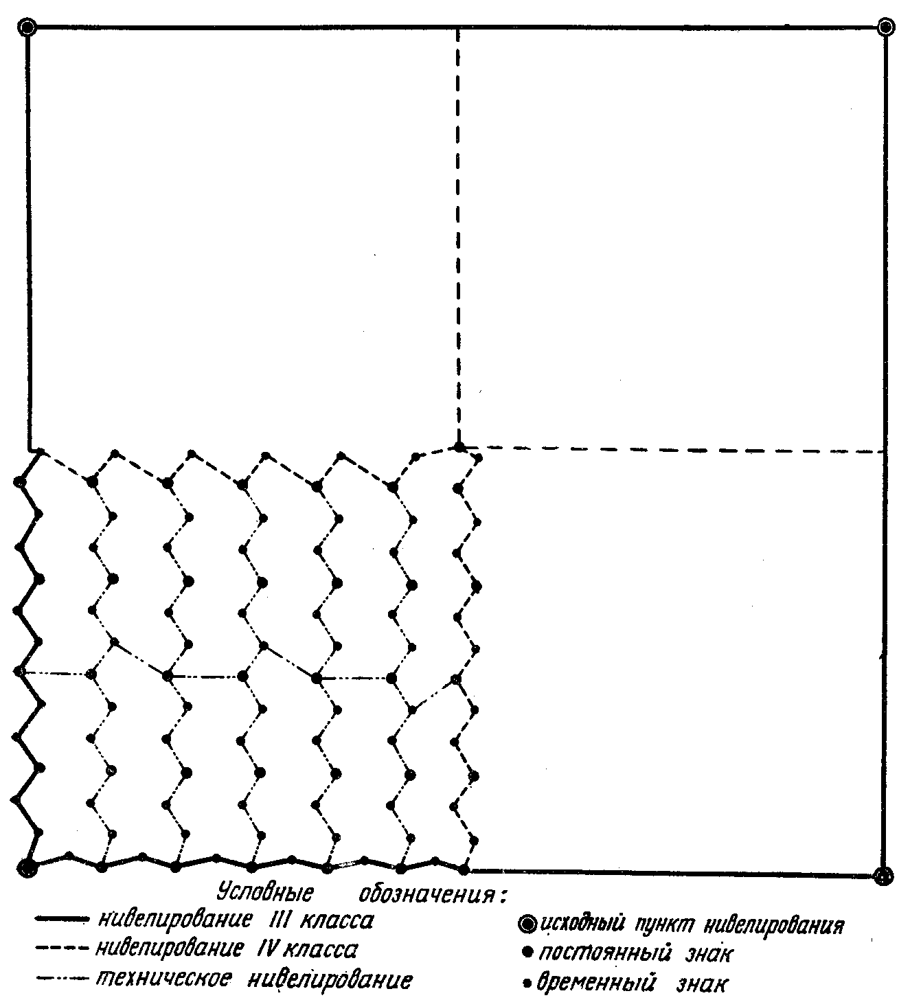 Условные обозначения:
нивелирование III класса
нивелирование IV класса
техническое нивелирование
исходный пункт нивелирования
постоянный знак
временный знак